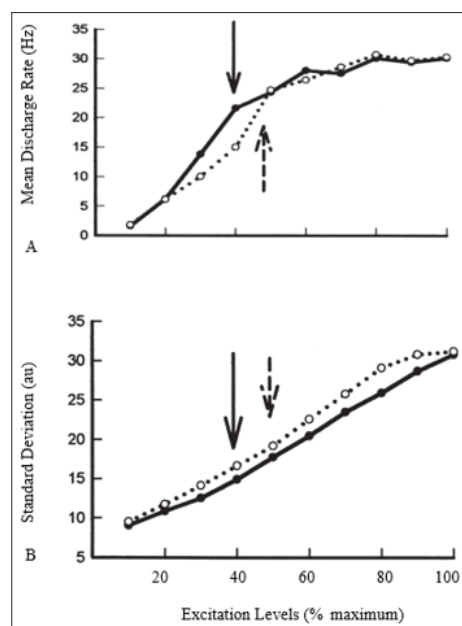 Mean Discharge Rate (Hz)
35
30
25
20
15
10
5
0
A
Standard Deviation (au)
35
30
25
20
15
10
5
B
20 40 60 80 100
Excitation Levels (% maximum)